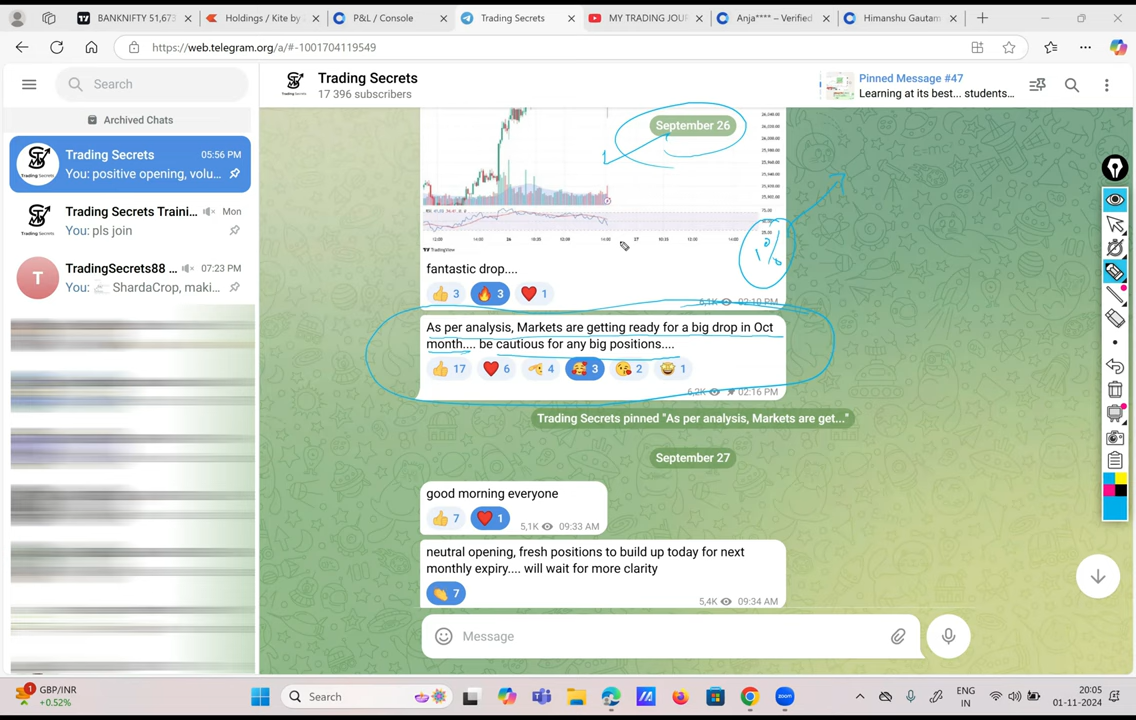 BANKNIFTY 51,673
Holdings / Kite by
P&L / Console
Trading Secrets
MY TRADING JOUR
Anja**** – Verified
Himanshu Gautam
https://web.telegram.org/a/#-1001704119549
Search
Trading Secrets
17 396 subscribers
Pinned Message #47
Learning at its best... students...
Archived Chats
Trading Secrets
05:56 PM
You: positive opening, volu...
Trading Secrets Traini...
Mon
You: pls join
TradingSecrets88 ...
07:23 PM
You: ShardaCrop, maki...
T
September 26
1%
TradingView
fantastic drop....
3 3 1
6,1K 02:10 PM
As per analysis, Markets are getting ready for a big drop in Oct
month.... be cautious for any big positions....
17 6 4 3 2 1
6,2K 02:16 PM
Trading Secrets pinned "As per analysis, Markets are get..."
September 27
good morning everyone
7 1
5,1K 09:33 AM
neutral opening, fresh positions to build up today for next
monthly expiry.... will wait for more clarity
7
5,4K 09:34 AM
Message
GBP/INR
+0.52%
Search
ENG
IN
20:05
01-11-2024